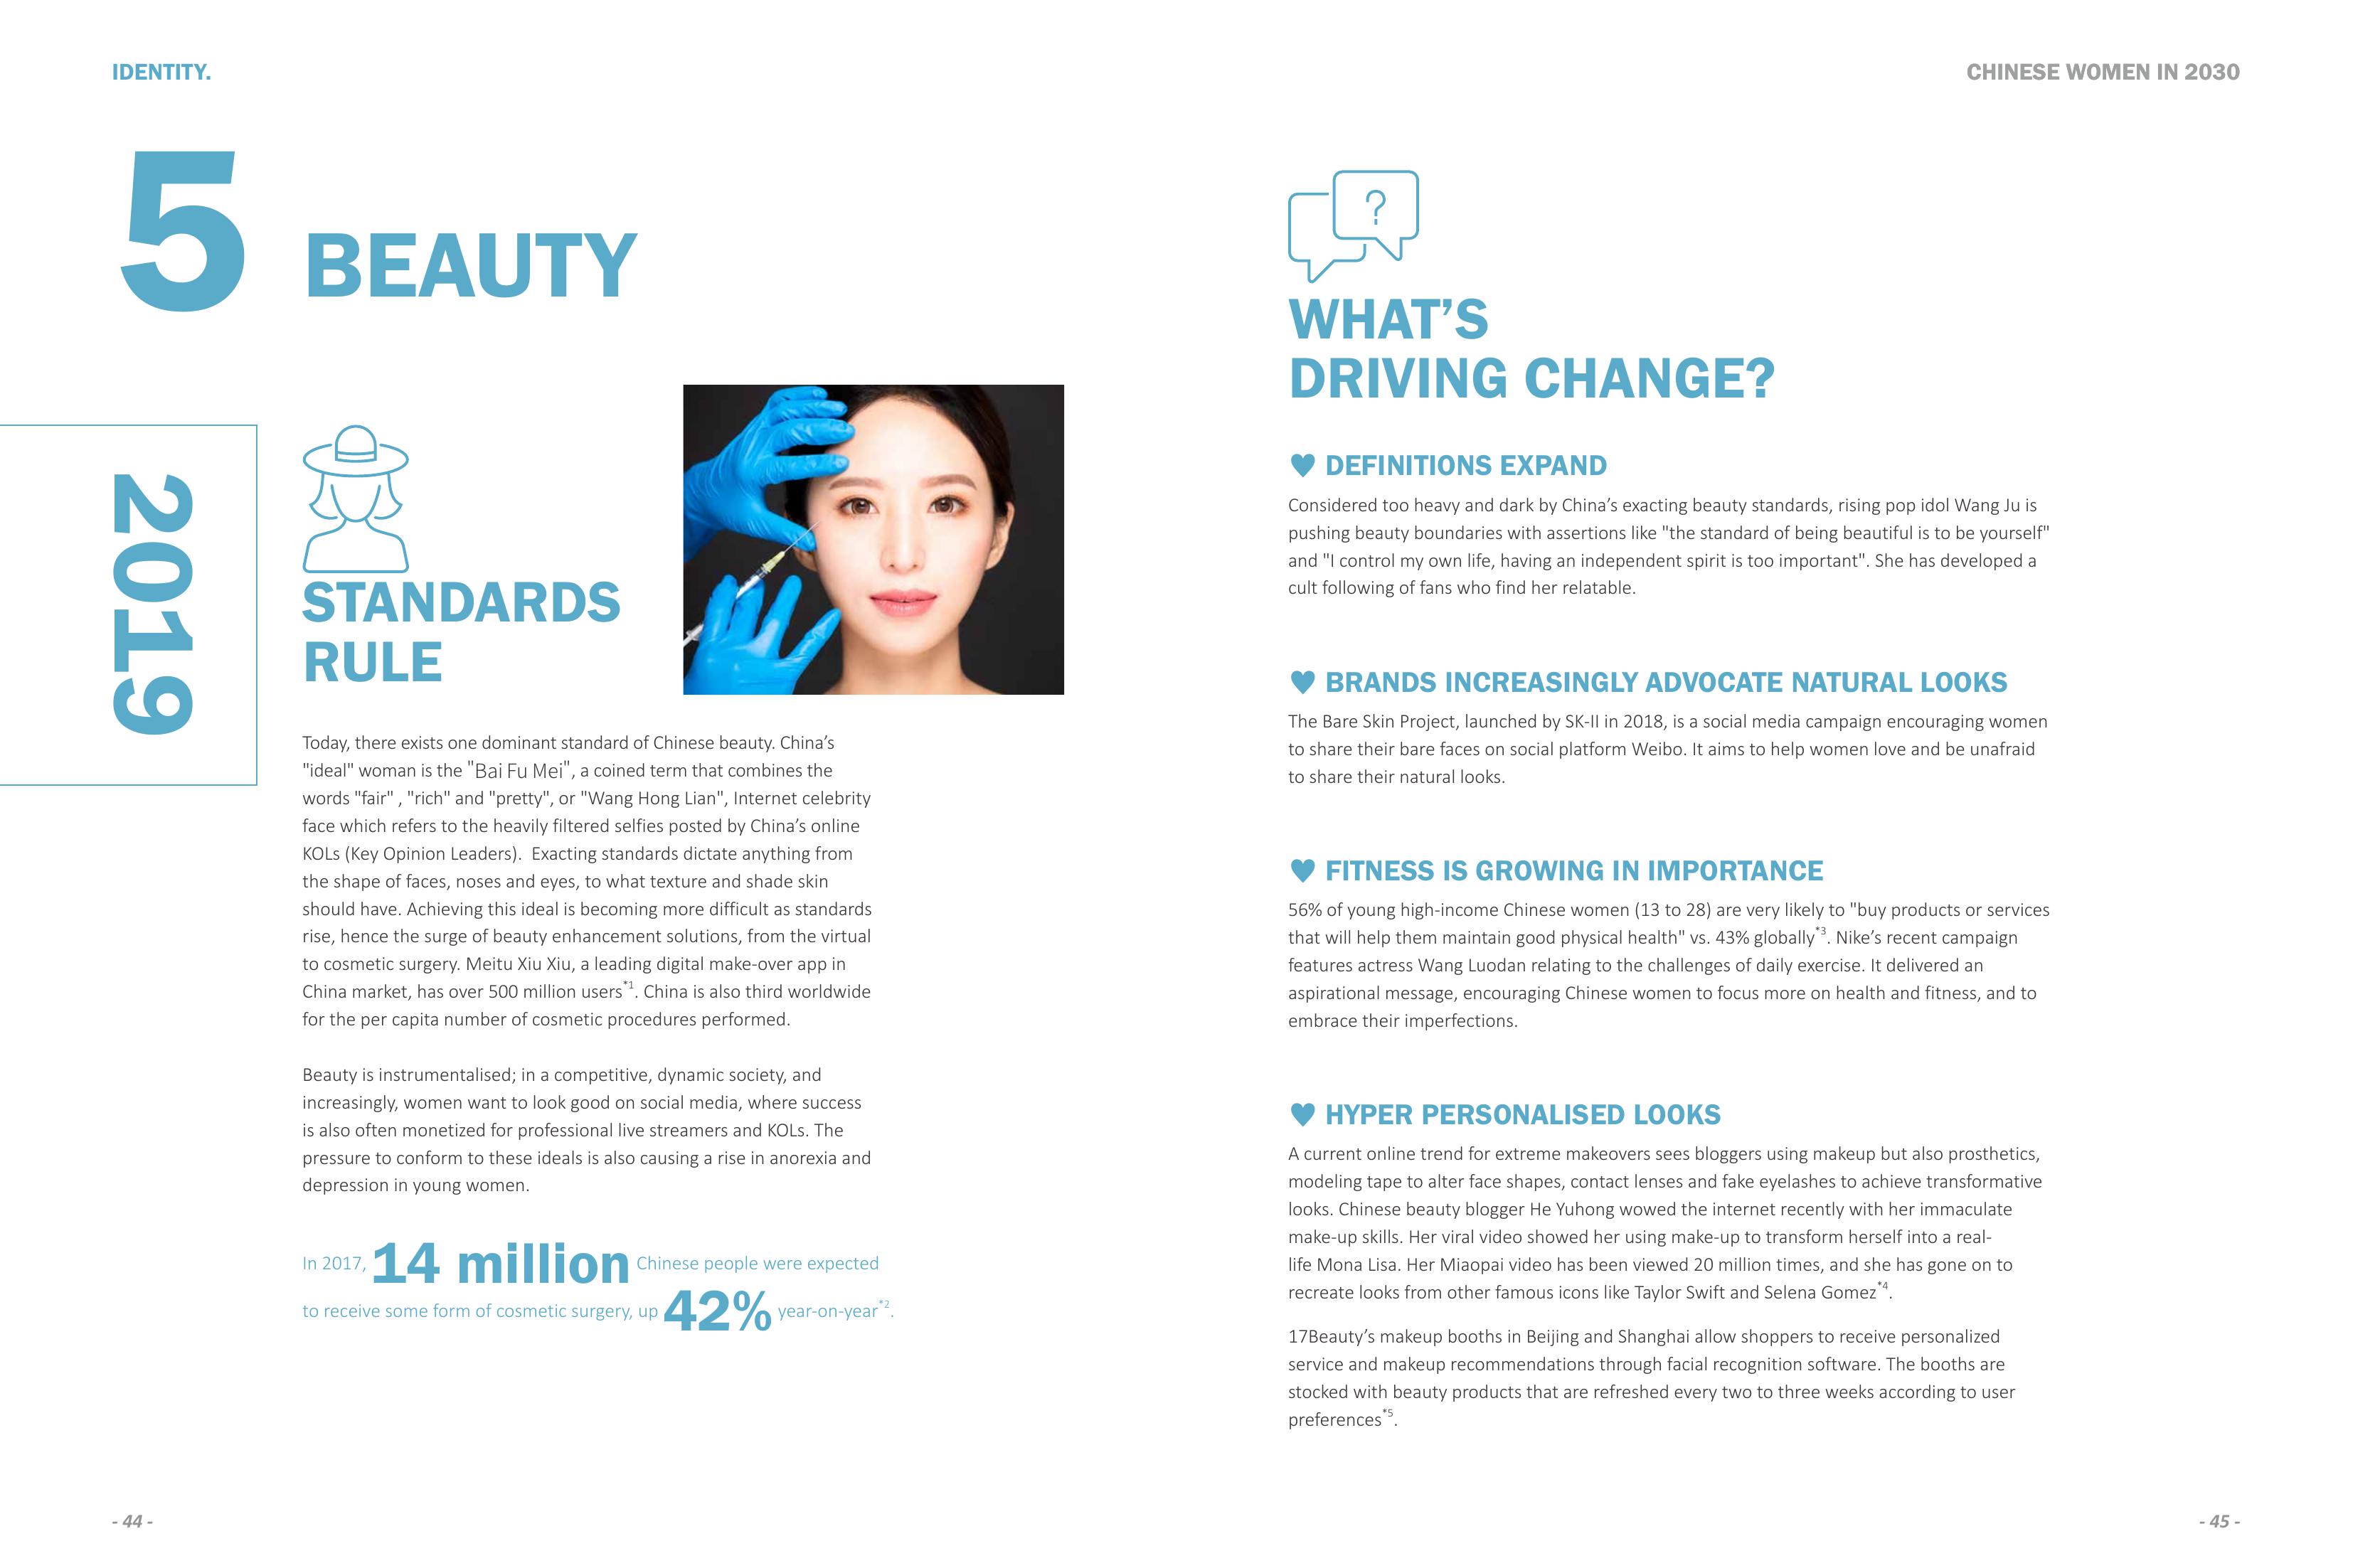 IDENTITY.
CHINESE WOMEN IN 2030
5 BEAUTY
2019
STANDARDS
RULE
Today, there exists one dominant standard of Chinese beauty. China’s
"ideal" woman is the "Bai Fu Mei", a coined term that combines the
words "fair" , "rich" and "pretty", or "Wang Hong Lian", Internet celebrity
face which refers to the heavily filtered selfies posted by China’s online
KOLs (Key Opinion Leaders).  Exacting standards dictate anything from
the shape of faces, noses and eyes, to what texture and shade skin
should have. Achieving this ideal is becoming more difficult as standards
rise, hence the surge of beauty enhancement solutions, from the virtual
to cosmetic surgery. Meitu Xiu Xiu, a leading digital make-over app in
China market, has over 500 million users*1. China is also third worldwide
for the per capita number of cosmetic procedures performed.
Beauty is instrumentalised; in a competitive, dynamic society, and
increasingly, women want to look good on social media, where success
is also often monetized for professional live streamers and KOLs. The
pressure to conform to these ideals is also causing a rise in anorexia and
depression in young women.
In 2017, 14 million Chinese people were expected
to receive some form of cosmetic surgery, up 42% year-on-year*2.
- 44 -
?
WHAT’S
DRIVING CHANGE?
♥ DEFINITIONS EXPAND
Considered too heavy and dark by China’s exacting beauty standards, rising pop idol Wang Ju is
pushing beauty boundaries with assertions like "the standard of being beautiful is to be yourself"
and "I control my own life, having an independent spirit is too important". She has developed a
cult following of fans who find her relatable.
♥ BRANDS INCREASINGLY ADVOCATE NATURAL LOOKS
The Bare Skin Project, launched by SK-II in 2018, is a social media campaign encouraging women
to share their bare faces on social platform Weibo. It aims to help women love and be unafraid
to share their natural looks.
♥ FITNESS IS GROWING IN IMPORTANCE
56% of young high-income Chinese women (13 to 28) are very likely to "buy products or services
that will help them maintain good physical health" vs. 43% globally*3. Nike’s recent campaign
features actress Wang Luodan relating to the challenges of daily exercise. It delivered an
aspirational message, encouraging Chinese women to focus more on health and fitness, and to
embrace their imperfections.
♥ HYPER PERSONALISED LOOKS
A current online trend for extreme makeovers sees bloggers using makeup but also prosthetics,
modeling tape to alter face shapes, contact lenses and fake eyelashes to achieve transformative
looks. Chinese beauty blogger He Yuhong wowed the internet recently with her immaculate
make-up skills. Her viral video showed her using make-up to transform herself into a real-
life Mona Lisa. Her Miaopai video has been viewed 20 million times, and she has gone on to
recreate looks from other famous icons like Taylor Swift and Selena Gomez*4.
17Beauty’s makeup booths in Beijing and Shanghai allow shoppers to receive personalized
service and makeup recommendations through facial recognition software. The booths are
stocked with beauty products that are refreshed every two to three weeks according to user
preferences*5.
- 45 -